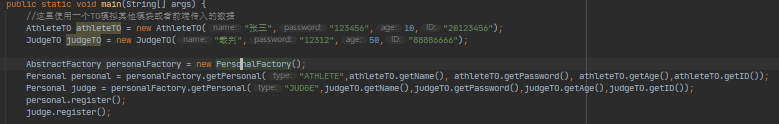 public static void main(String[] args) {
//这里使用一个TO模拟其他模块或者前端传入的数据
AthleteTO athleteTO = new AthleteTO( name: "张三", password: "123456", age: 10, ID: "20123456");
JudgeTO judgeTO = new JudgeTO( name: "裁判", password: "12312", age: 50, ID: "88886666");
AbstractFactory personalFactory = new PersonalFactory();
Personal personal = personalFactory.getPersonal( type: "ATHLETE",athleteTO.getName(), athleteTO.getPassword(), athleteTO.getAge(),athleteTO.getID());
Personal judge = personalFactory.getPersonal( type: "JUDGE",judgeTO.getName(),judgeTO.getPassword(),judgeTO.getAge(),judgeTO.getID());
personal.register();
judge.register();